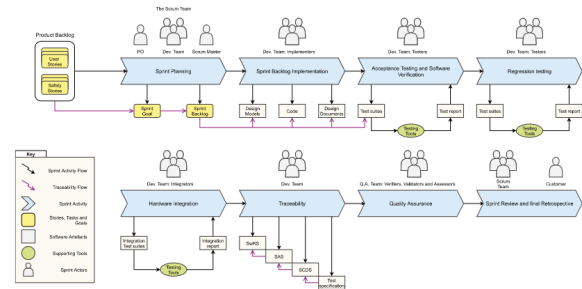 The Scrum Team
Product Backlog
PO
Dev. Team
Scrum Master
Dev. Team: Implementers
Dev. Team: Testers
Dev. Team: Testers
User
Stories
Safety
Stories
Sprint Planning
Sprint Backlog Implementation
Acceptance Testing and Software
Verification
Regression testing
Sprint
Goal
Sprint
Backlog
Design
Models
Code
Design
Documents
Test suites
Test report
Testing
Tools
Test suites
Test report
Testing
Tools
Key
Sprint Activity Flow
Traceability Flow
Sprint Activity
Stories, Tasks and
Goals
Software Artefacts
Supporting Tools
Sprint Actors
Dev. Team: Integrators
Dev. Team
Q.A. Team: Verifiers, Validators and Assessors
Scrum
Team
Customer
Hardware Integration
Traceability
Quality Assurance
Sprint Review and final Retrospective
Integration
Test suites
Integration
report
Testing
Tools
SwRS
SAS
SCDS
Test
specification